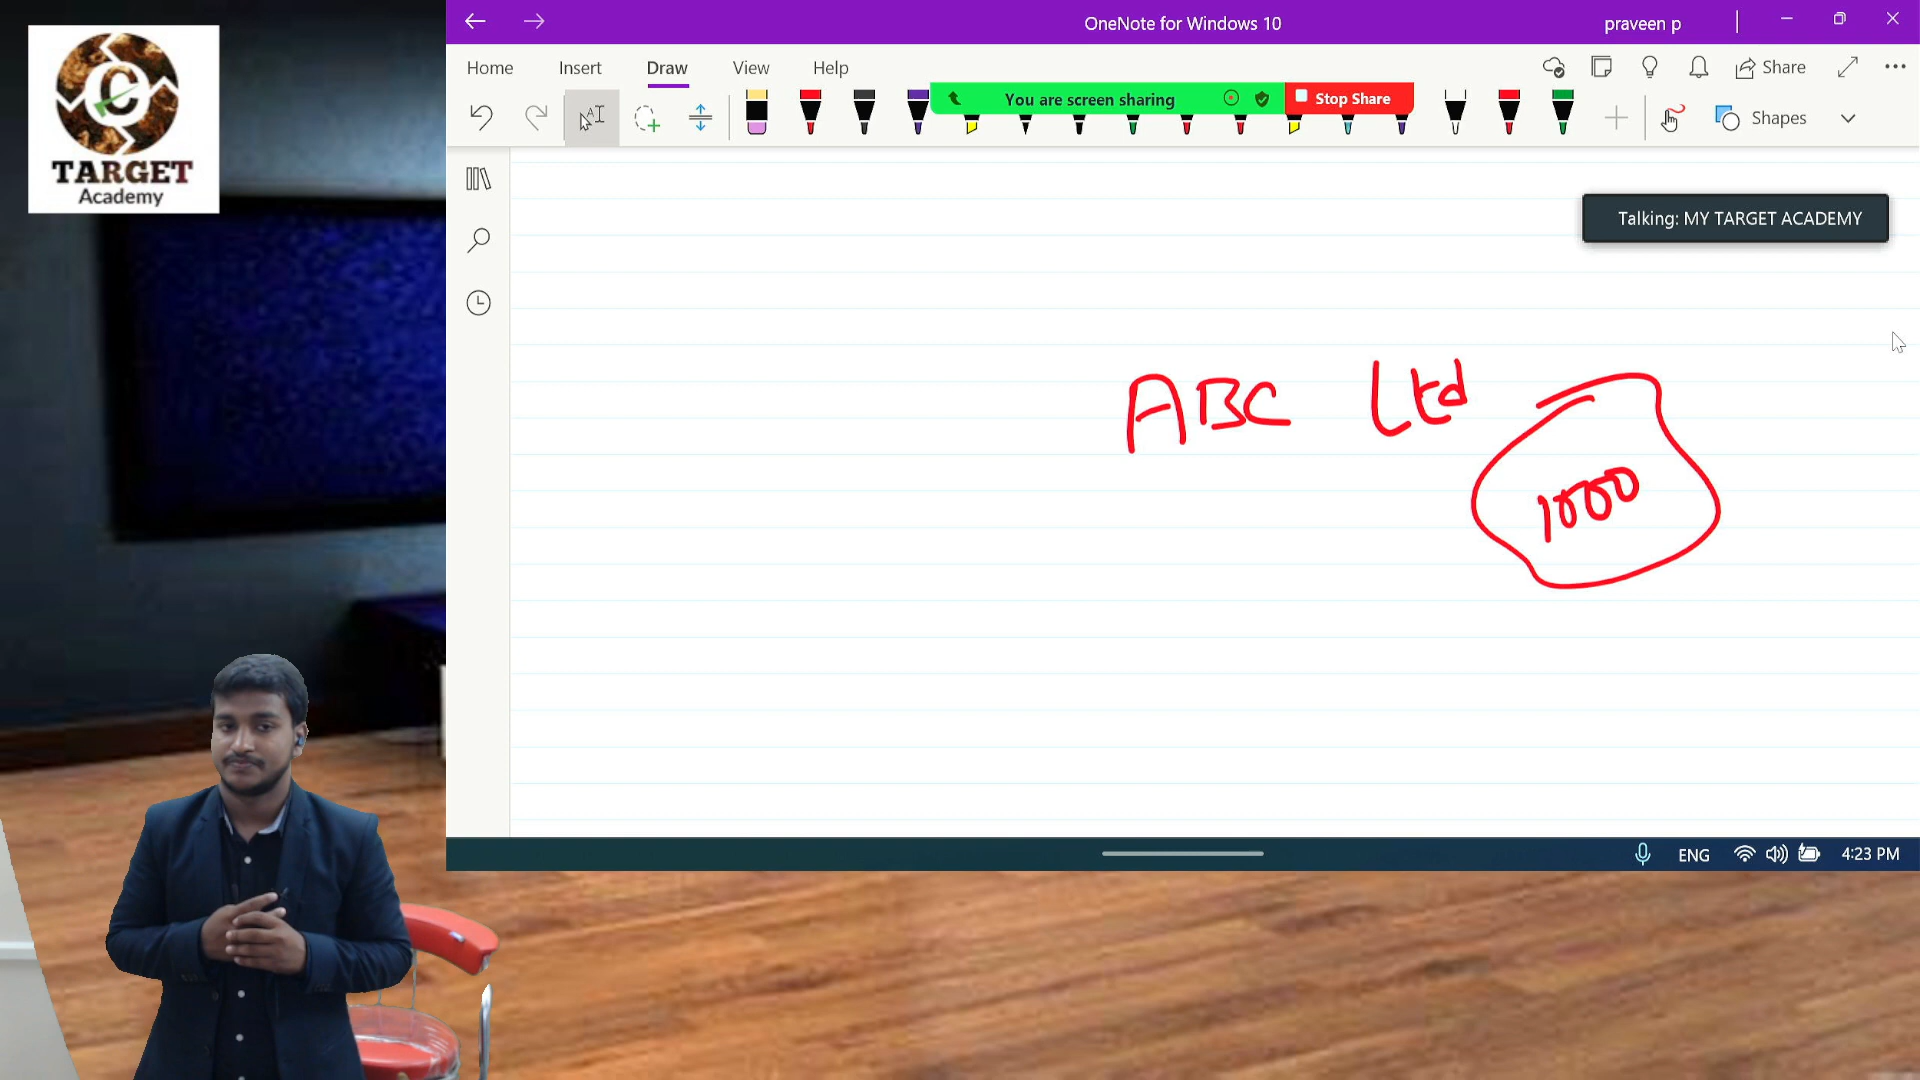 TARGET
Academy
OneNote for Windows 10
praveen p
Home Insert Draw View Help
Share
You are screen sharing
Stop Share
Shapes
Talking: MY TARGET ACADEMY
ABC Ltd
1000
ENG
4:23 PM